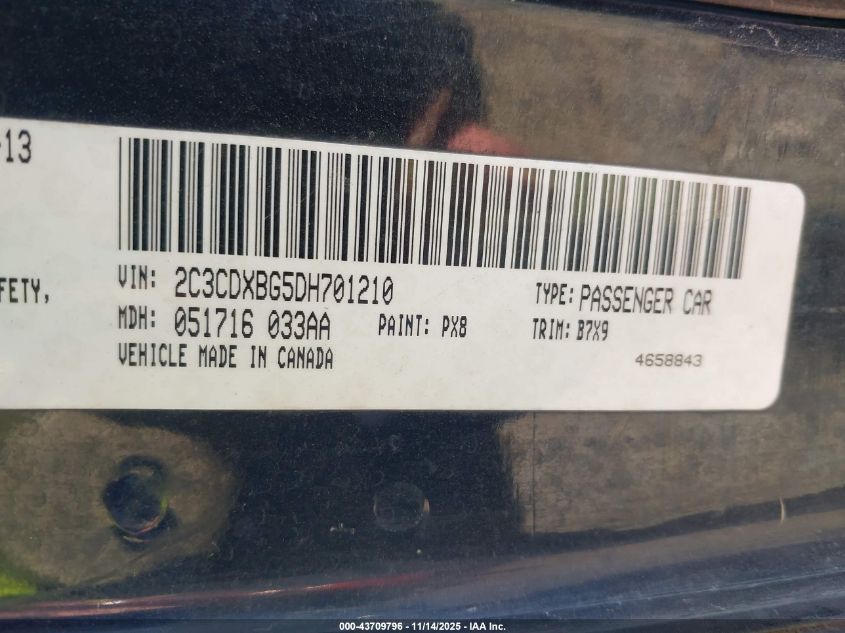 -13
FETY,
VIN: 2C3CDXBG5DH701210 TYPE: PASSENGER CAR
MDH: 051716 033AA PAINT: PX8 TRIM: B7X9
VEHICLE MADE IN CANADA 4658843
000-43709796 - 11/14/2025 - IAA Inc.